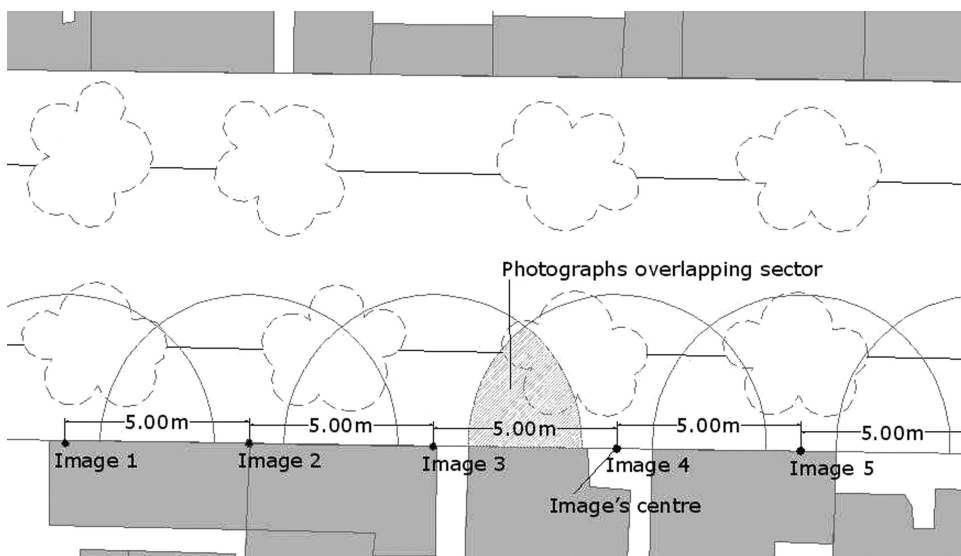 Photographs overlapping sector
5.00m
5.00m
5.00m
5.00m
5.00m
Image 1
Image 2
Image 3
Image 4
Image 5
Image's centre